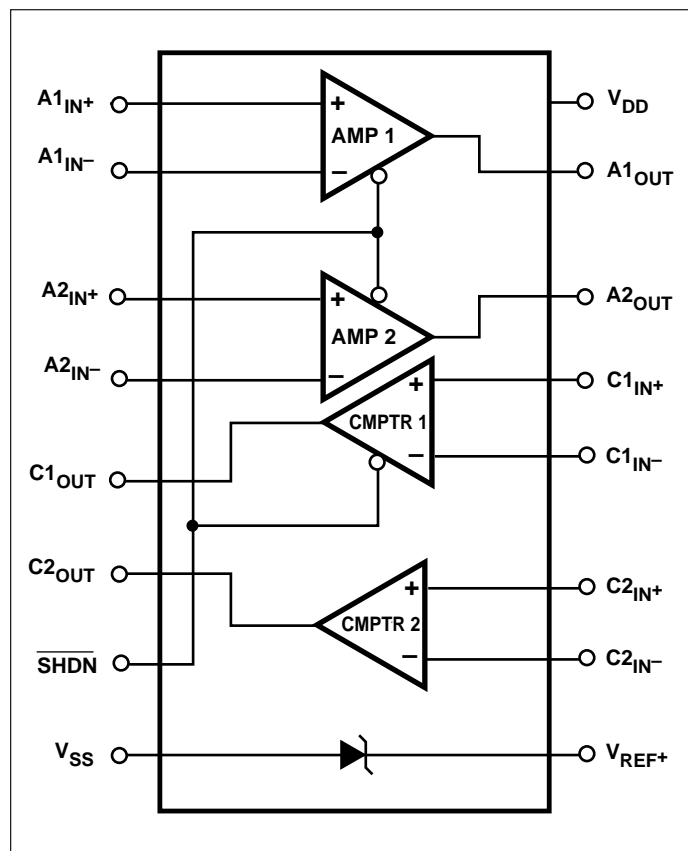 A1IN+
A1IN–
A2IN+
A2IN–
C1OUT
C2OUT
SHDN
VSS
+
AMP 1
–
+
AMP 2
–
+
CMPTR 1
–
+
CMPTR 2
–
VDD
A1OUT
A2OUT
C1IN+
C1IN–
C2IN+
C2IN–
VREF+